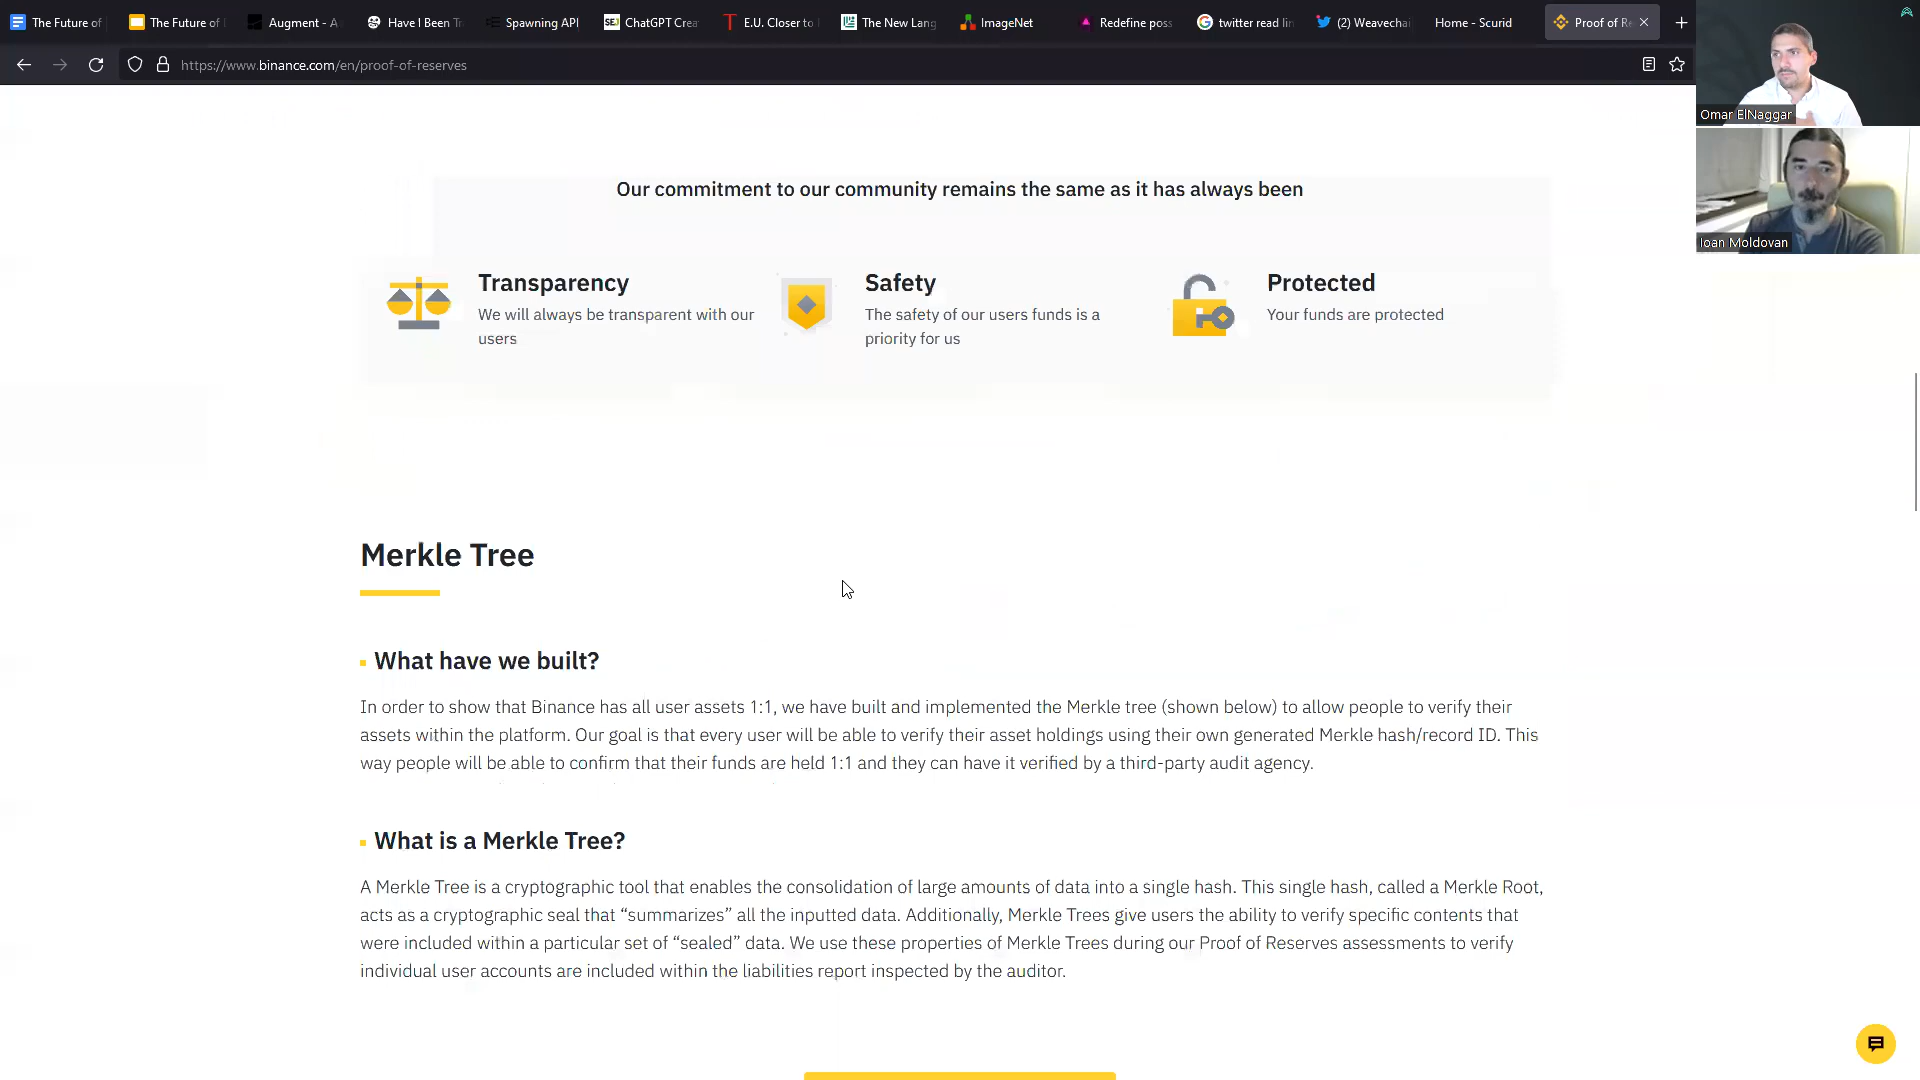 The Future of
The Future of
Augment - A
Have I Been Tr
Spawning API
SEJ
ChatGPT Crea
E.U. Closer to
The New Lang
ImageNet
Redefine poss
twitter read lin
(2) Weavechai
Home - Scurid
Proof of Re
https://www.binance.com/en/proof-of-reserves
Omar ElNaggar
Ioan Moldovan
Our commitment to our community remains the same as it has always been
Transparency
We will always be transparent with our
users
Safety
The safety of our users funds is a
priority for us
Protected
Your funds are protected
Merkle Tree
What have we built?
In order to show that Binance has all user assets 1:1, we have built and implemented the Merkle tree (shown below) to allow people to verify their
assets within the platform. Our goal is that every user will be able to verify their asset holdings using their own generated Merkle hash/record ID. This
way people will be able to confirm that their funds are held 1:1 and they can have it verified by a third-party audit agency.
What is a Merkle Tree?
A Merkle Tree is a cryptographic tool that enables the consolidation of large amounts of data into a single hash. This single hash, called a Merkle Root,
acts as a cryptographic seal that “summarizes” all the inputted data. Additionally, Merkle Trees give users the ability to verify specific contents that
were included within a particular set of “sealed” data. We use these properties of Merkle Trees during our Proof of Reserves assessments to verify
individual user accounts are included within the liabilities report inspected by the auditor.